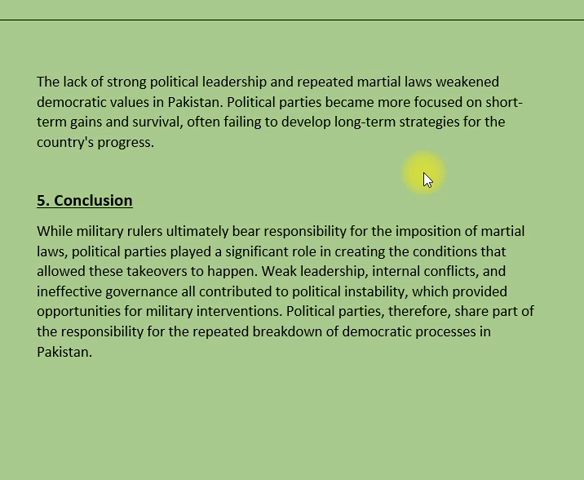 The lack of strong political leadership and repeated martial laws weakened
democratic values in Pakistan. Political parties became more focused on short-
term gains and survival, often failing to develop long-term strategies for the
country's progress.
5. Conclusion
While military rulers ultimately bear responsibility for the imposition of martial
laws, political parties played a significant role in creating the conditions that
allowed these takeovers to happen. Weak leadership, internal conflicts, and
ineffective governance all contributed to political instability, which provided
opportunities for military interventions. Political parties, therefore, share part of
the responsibility for the repeated breakdown of democratic processes in
Pakistan.